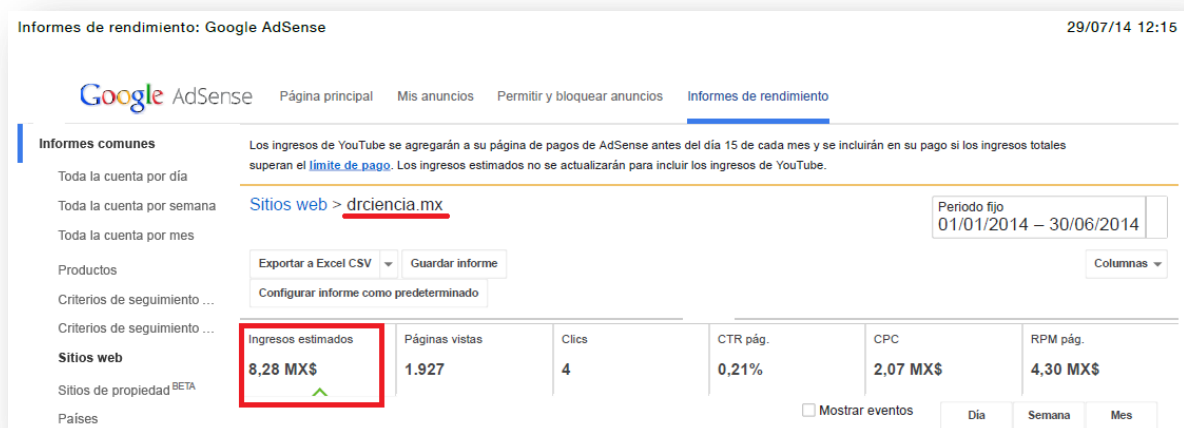 Informes de rendimiento: Google AdSense 29/07/14 12:15
Google AdSense Página principal Mis anuncios Permitir y bloquear anuncios Informes de rendimiento
Informes comunes
Toda la cuenta por día
Toda la cuenta por semana
Toda la cuenta por mes
Productos
Criterios de seguimiento ...
Criterios de seguimiento ...
Sitios web
Sitios de propiedad BETA
Países
Los ingresos de YouTube se agregarán a su página de pagos de AdSense antes del día 15 de cada mes y se incluirán en su pago si los ingresos totales
superan el límite de pago. Los ingresos estimados no se actualizarán para incluir los ingresos de YouTube.
Sitios web > drciencia.mx
Periodo fijo
01/01/2014 – 30/06/2014
Exportar a Excel CSV Guardar informe Columnas
Configurar informe como predeterminado
Ingresos estimados Páginas vistas Clics CTR pág. CPC RPM pág.
8,28 MX$ 1.927 4 0,21% 2,07 MX$ 4,30 MX$
Mostrar eventos Día Semana Mes